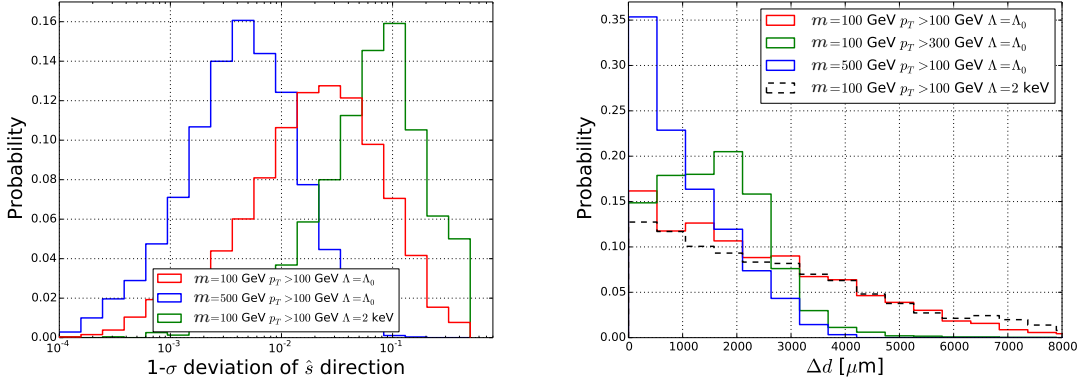 Probability
0.16
0.14
0.12
0.10
0.08
0.06
0.04
0.02
0.00
m=100 GeV p_T >100 GeV Λ=Λ₀
m=500 GeV p_T >100 GeV Λ=Λ₀
m=100 GeV p_T >100 GeV Λ=2 keV
10⁻⁴ 10⁻³ 10⁻² 10⁻¹
1-σ deviation of ŝ direction
Probability
0.35
0.30
0.25
0.20
0.15
0.10
0.05
0.00
m=100 GeV p_T >100 GeV Λ=Λ₀
m=100 GeV p_T >300 GeV Λ=Λ₀
m=500 GeV p_T >100 GeV Λ=Λ₀
m=100 GeV p_T >100 GeV Λ=2 keV
0 1000 2000 3000 4000 5000 6000 7000 8000
Δd [μm]